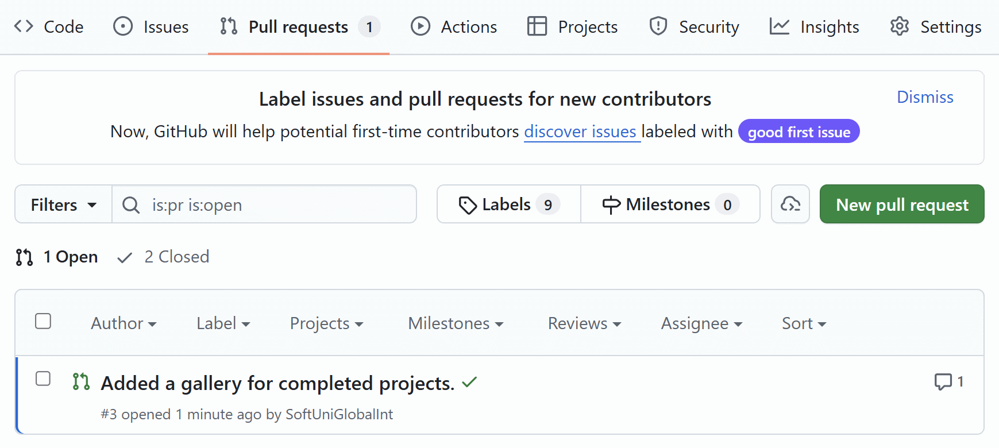 Code Issues Pull requests 1 Actions Projects Security Insights Settings
Label issues and pull requests for new contributors Dismiss
Now, GitHub will help potential first-time contributors discover issues labeled with good first issue
Filters is:pr is:open Labels 9 Milestones 0 New pull request
1 Open 2 Closed
Author Label Projects Milestones Reviews Assignee Sort
Added a gallery for completed projects. 1
#3 opened 1 minute ago by SoftUniGlobalInt